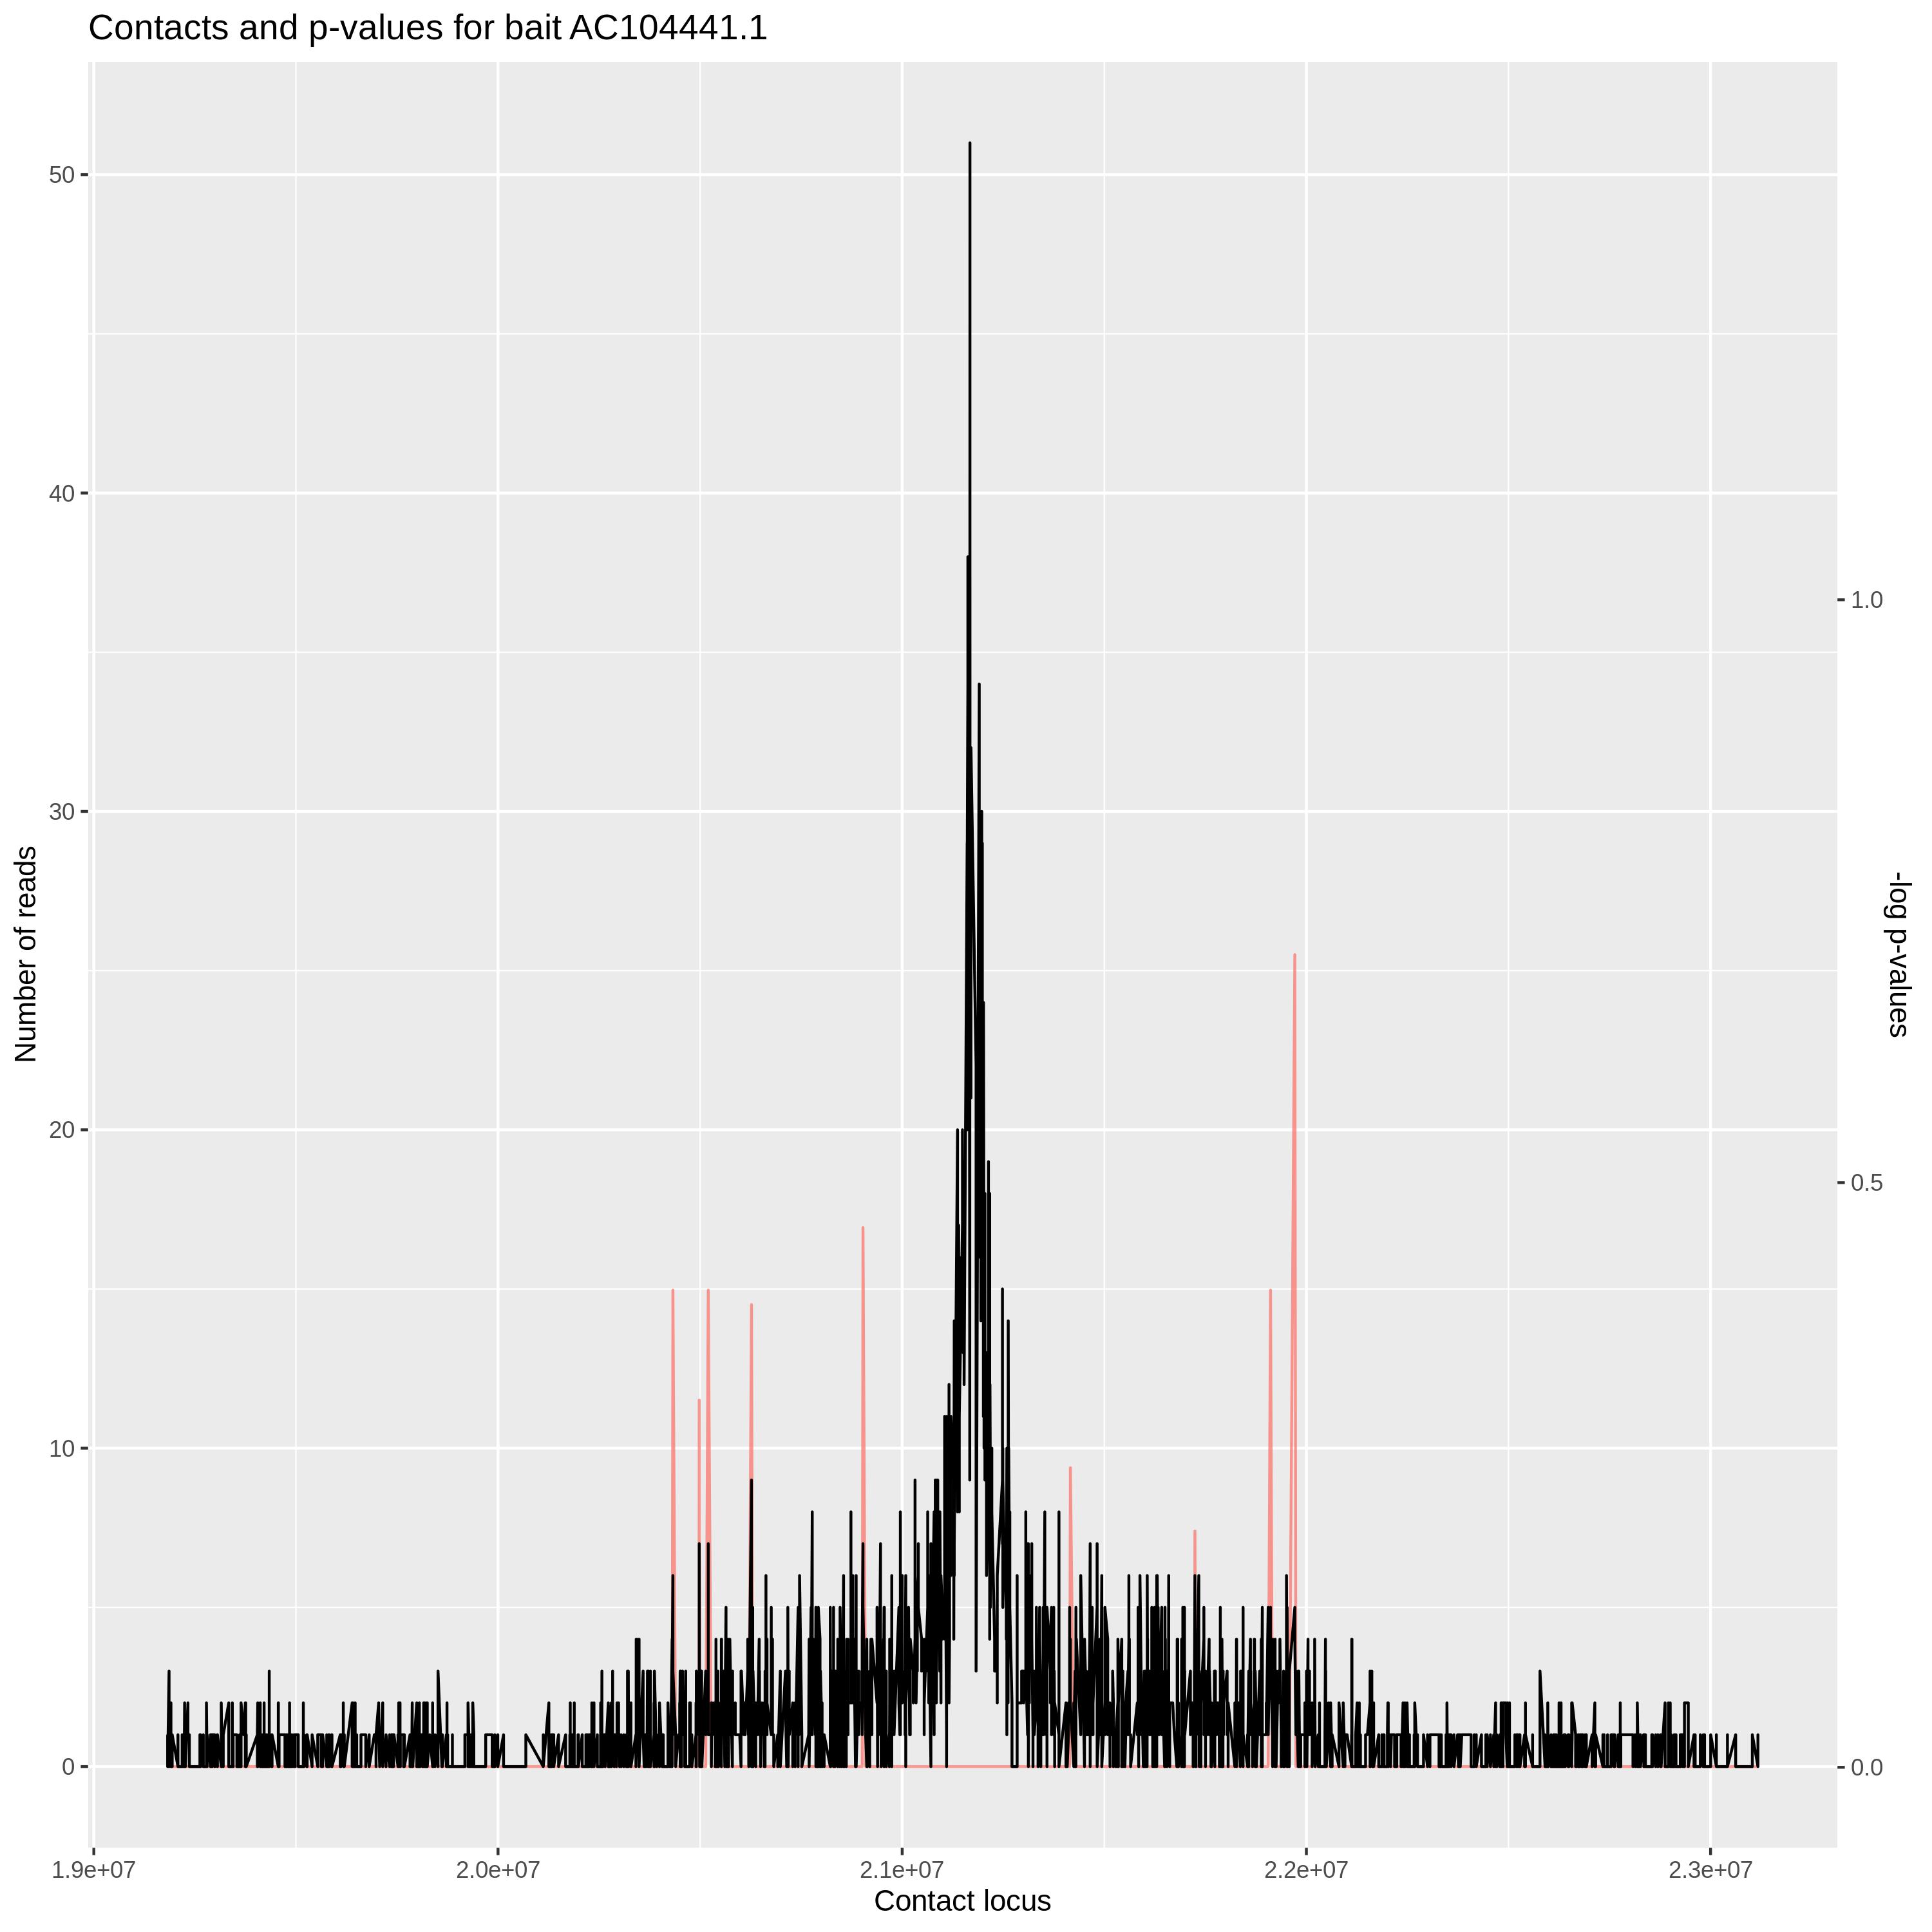 Contacts and p-values for bait AC104441.1
50
40
30
20
10
0
Number of reads
1.0
0.5
0.0
-log p-values
1.9e+07
2.0e+07
2.1e+07
2.2e+07
2.3e+07
Contact locus